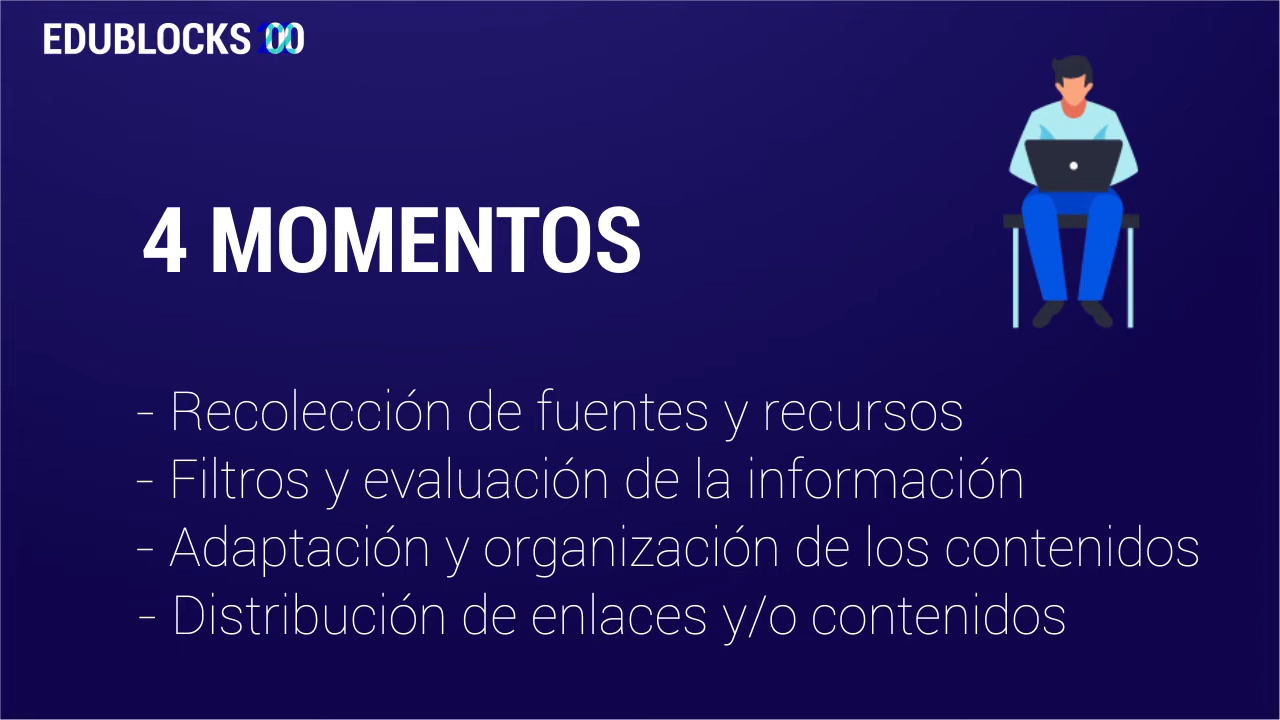 EDUBLOCKS
4 MOMENTOS
- Recolección de fuentes y recursos
- Filtros y evaluación de la información
- Adaptación y organización de los contenidos
- Distribución de enlaces y/o contenidos